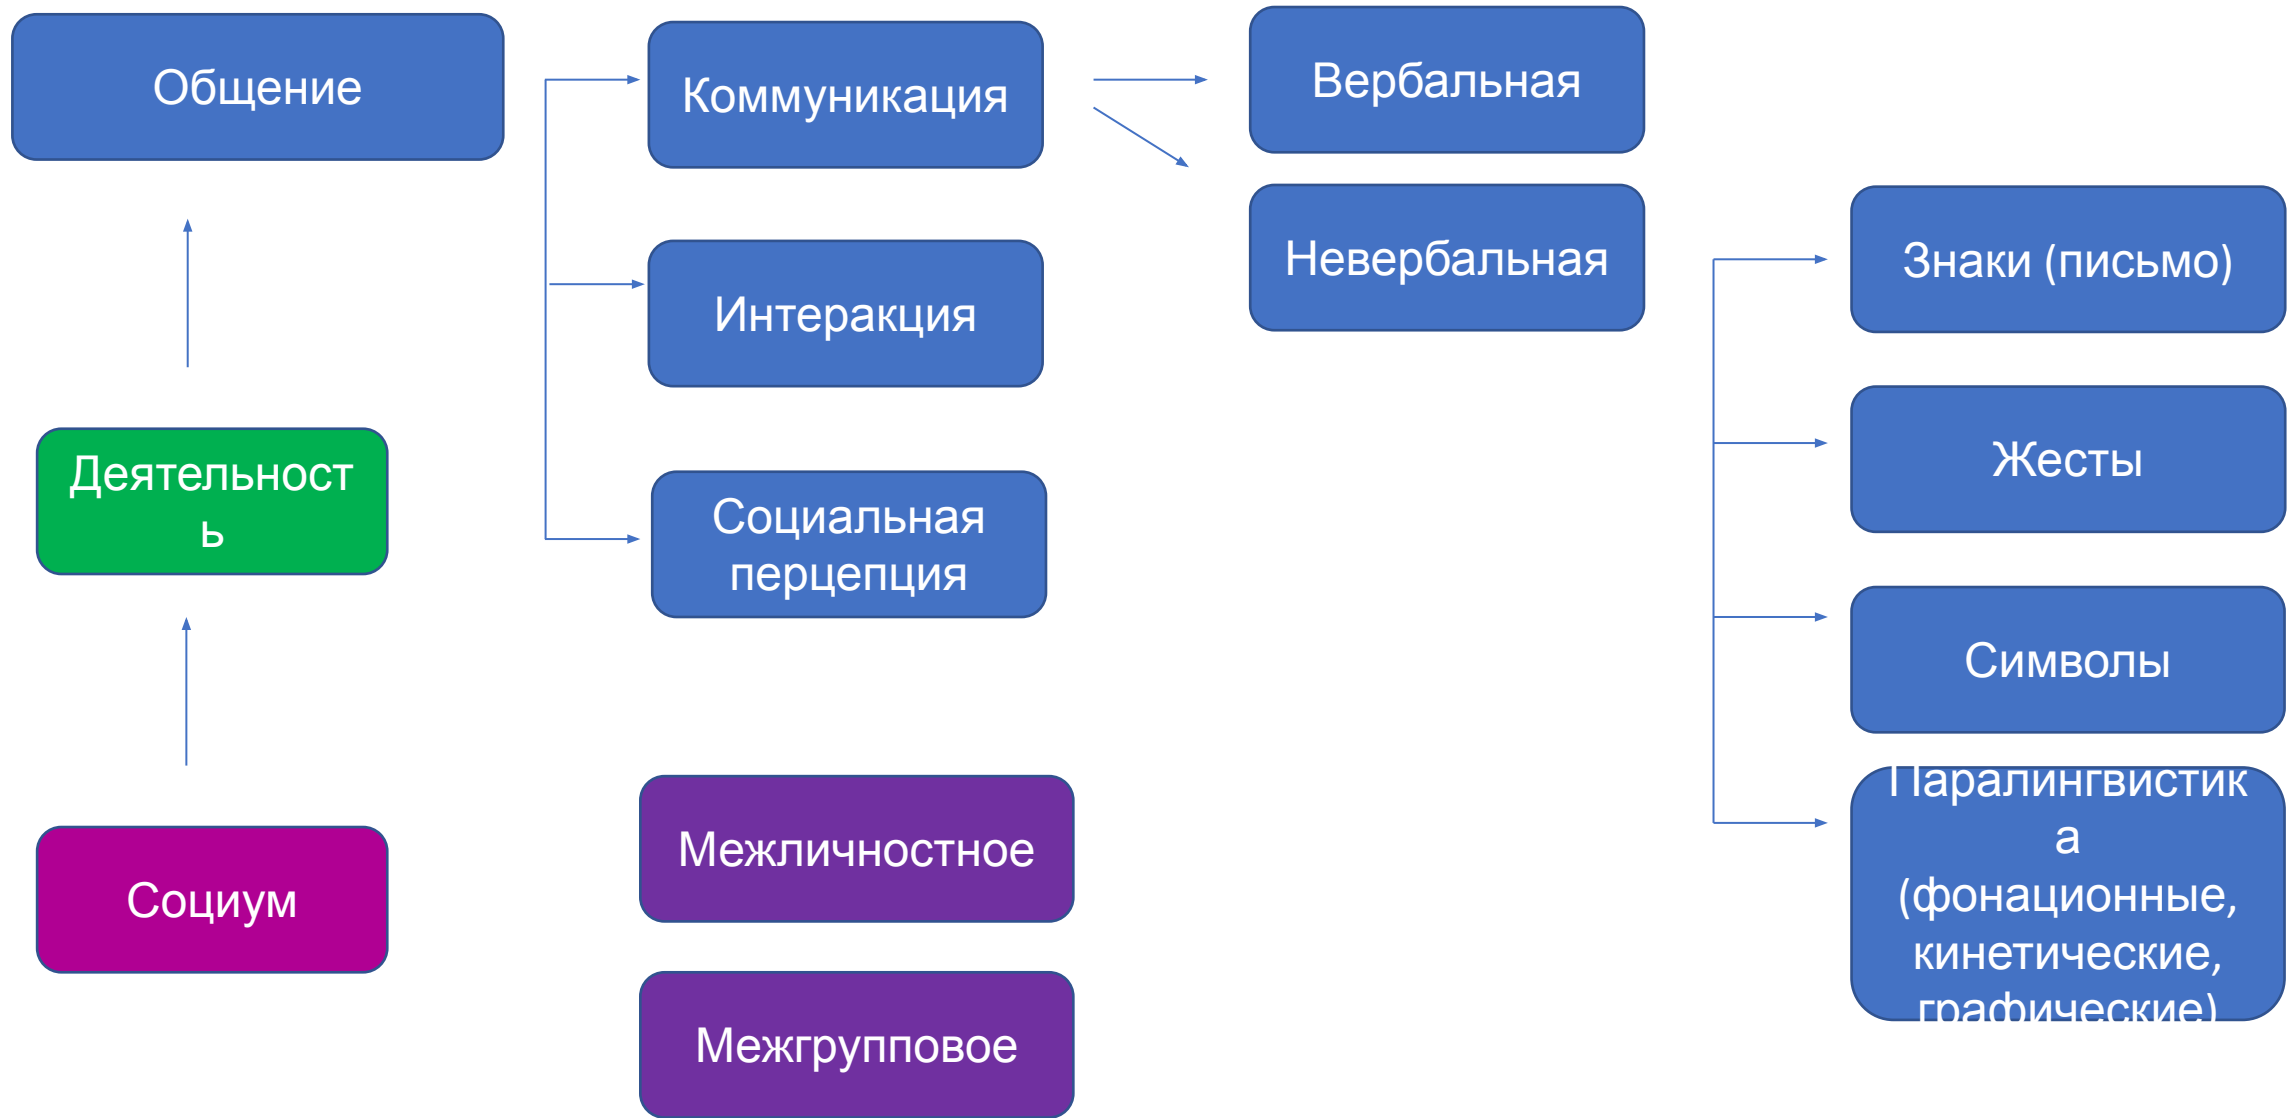 Общение
Коммуникация
Вербальная
Невербальная
Знаки (письмо)
Интеракция
Жесты
Деятельност
ь
Социальная
перцепция
Символы
Паралингвистик
а
(фонационные,
кинетические,
графические)
Межличностное
Социум
Межгрупповое